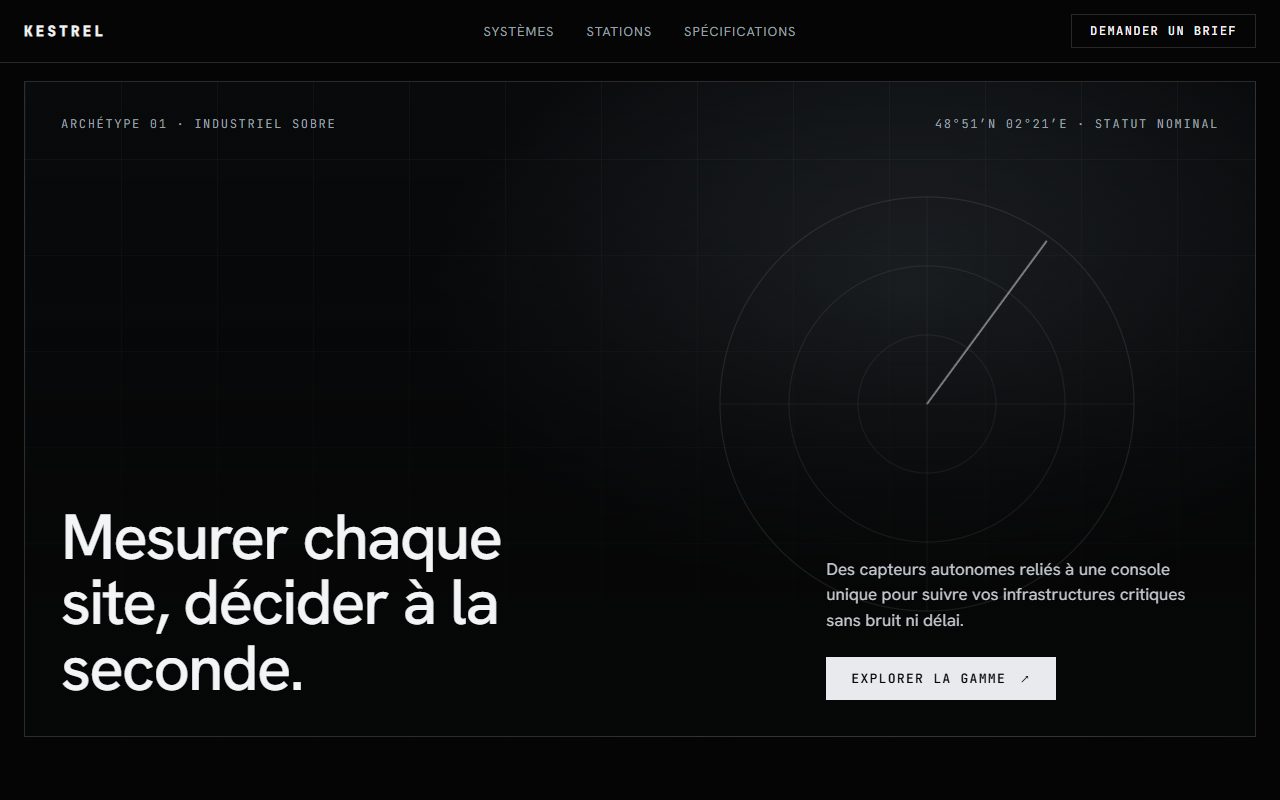 KESTREL
SYSTÈMES STATIONS SPÉCIFICATIONS
DEMANDER UN BRIEF
ARCHÉTYPE 01 · INDUSTRIEL SOBRE
48°51′N 02°21′E · STATUT NOMINAL
Mesurer chaque
site, décider à la
seconde.
Des capteurs autonomes reliés à une console
unique pour suivre vos infrastructures critiques
sans bruit ni délai.
EXPLORER LA GAMME ↗